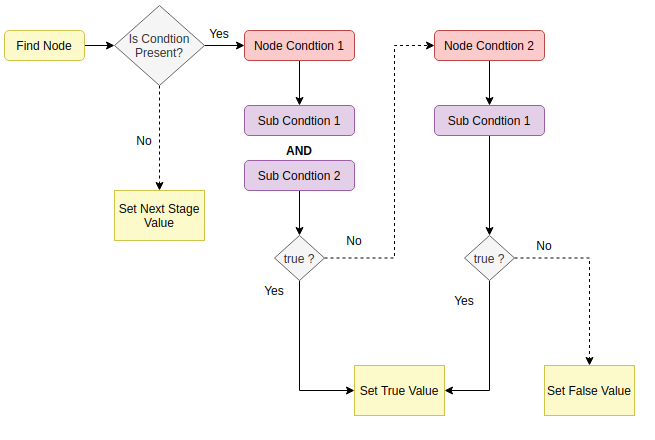 Find Node
Is Condtion
Present?
Yes
Node Condtion 1
Node Condtion 2
Sub Condtion 1
Sub Condtion 1
No
AND
Sub Condtion 2
Set Next Stage
Value
No
No
true ?
true ?
Yes
Yes
Set True Value
Set False Value